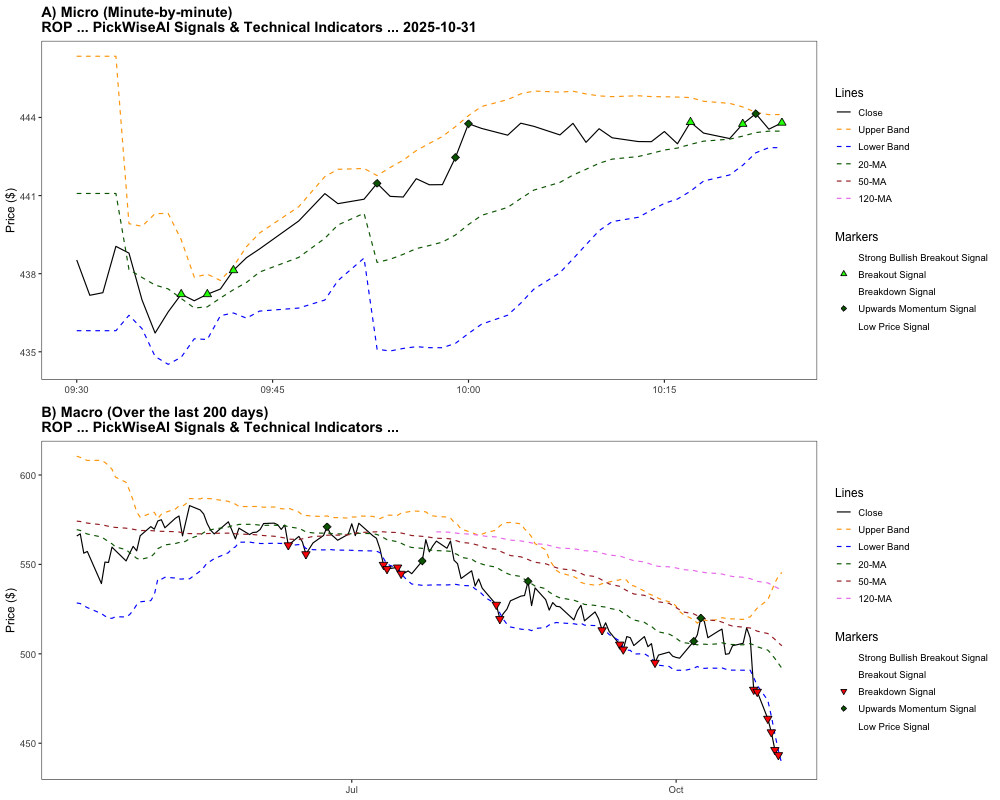 A) Micro (Minute-by-minute)
ROP ... PickWiseAI Signals & Technical Indicators ... 2025-10-31
Price ($)
444
441
438
435
09:30
09:45
10:00
10:15
Lines
Close
Upper Band
Lower Band
20-MA
50-MA
120-MA
Markers
Strong Bullish Breakout Signal
Breakout Signal
Breakdown Signal
Upwards Momentum Signal
Low Price Signal
B) Macro (Over the last 200 days)
ROP ... PickWiseAI Signals & Technical Indicators ...
Price ($)
600
550
500
450
Jul
Oct
Lines
Close
Upper Band
Lower Band
20-MA
50-MA
120-MA
Markers
Strong Bullish Breakout Signal
Breakout Signal
Breakdown Signal
Upwards Momentum Signal
Low Price Signal